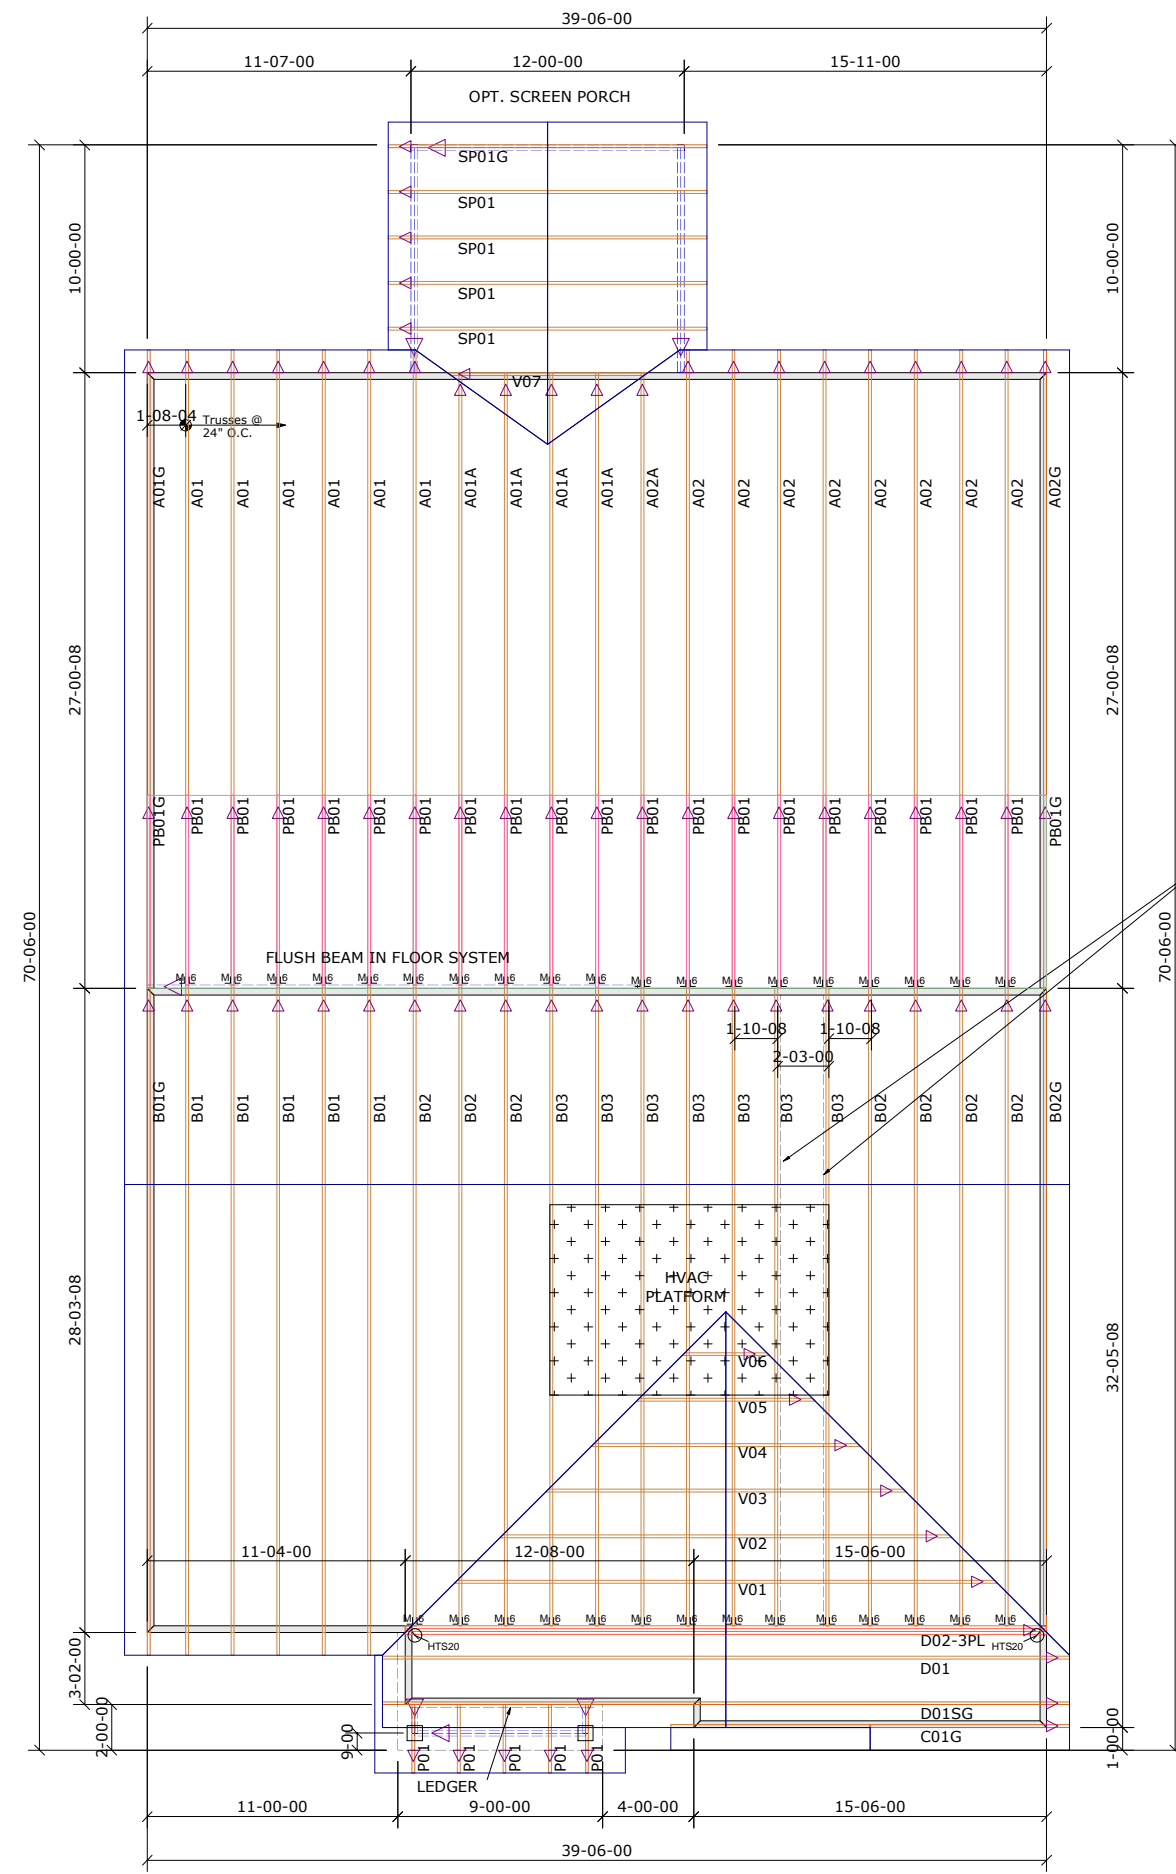 39-06-00
11-07-00 12-00-00 15-11-00
OPT. SCREEN PORCH
SP01G
SP01
SP01
SP01
SP01
10-00-00 10-00-00
V07
1-08-04 Trusses @
24" O.C.
A01G A01 A01 A01 A01 A01 A01 A01A A01A A01A A01A A02A A02 A02 A02 A02 A02 A02 A02 A02 A02G
27-00-08 27-00-08
PB01G PB01 PB01 PB01 PB01 PB01 PB01 PB01 PB01 PB01 PB01 PB01 PB01 PB01 PB01 PB01 PB01 PB01 PB01 PB01 PB01G
70-06-00 70-06-00
FLUSH BEAM IN FLOOR SYSTEM
1-10-08 1-10-08
2-03-00
B01G B01 B01 B01 B01 B01 B02 B02 B02 B03 B03 B03 B03 B03 B03 B03 B02 B02 B02 B02 B02G
HVAC
PLATFORM
28-03-08 32-05-08
V06
V05
V04
V03
V02
V01
11-04-00 12-08-00 15-06-00
HTS20 D02-3PL HTS20
D01
D01SG
C01G
3-02-00
2-00-00
9-00
1-00-00
P01 P01 P01 P01 P01
LEDGER
11-00-00 9-00-00 4-00-00 15-06-00
39-06-00